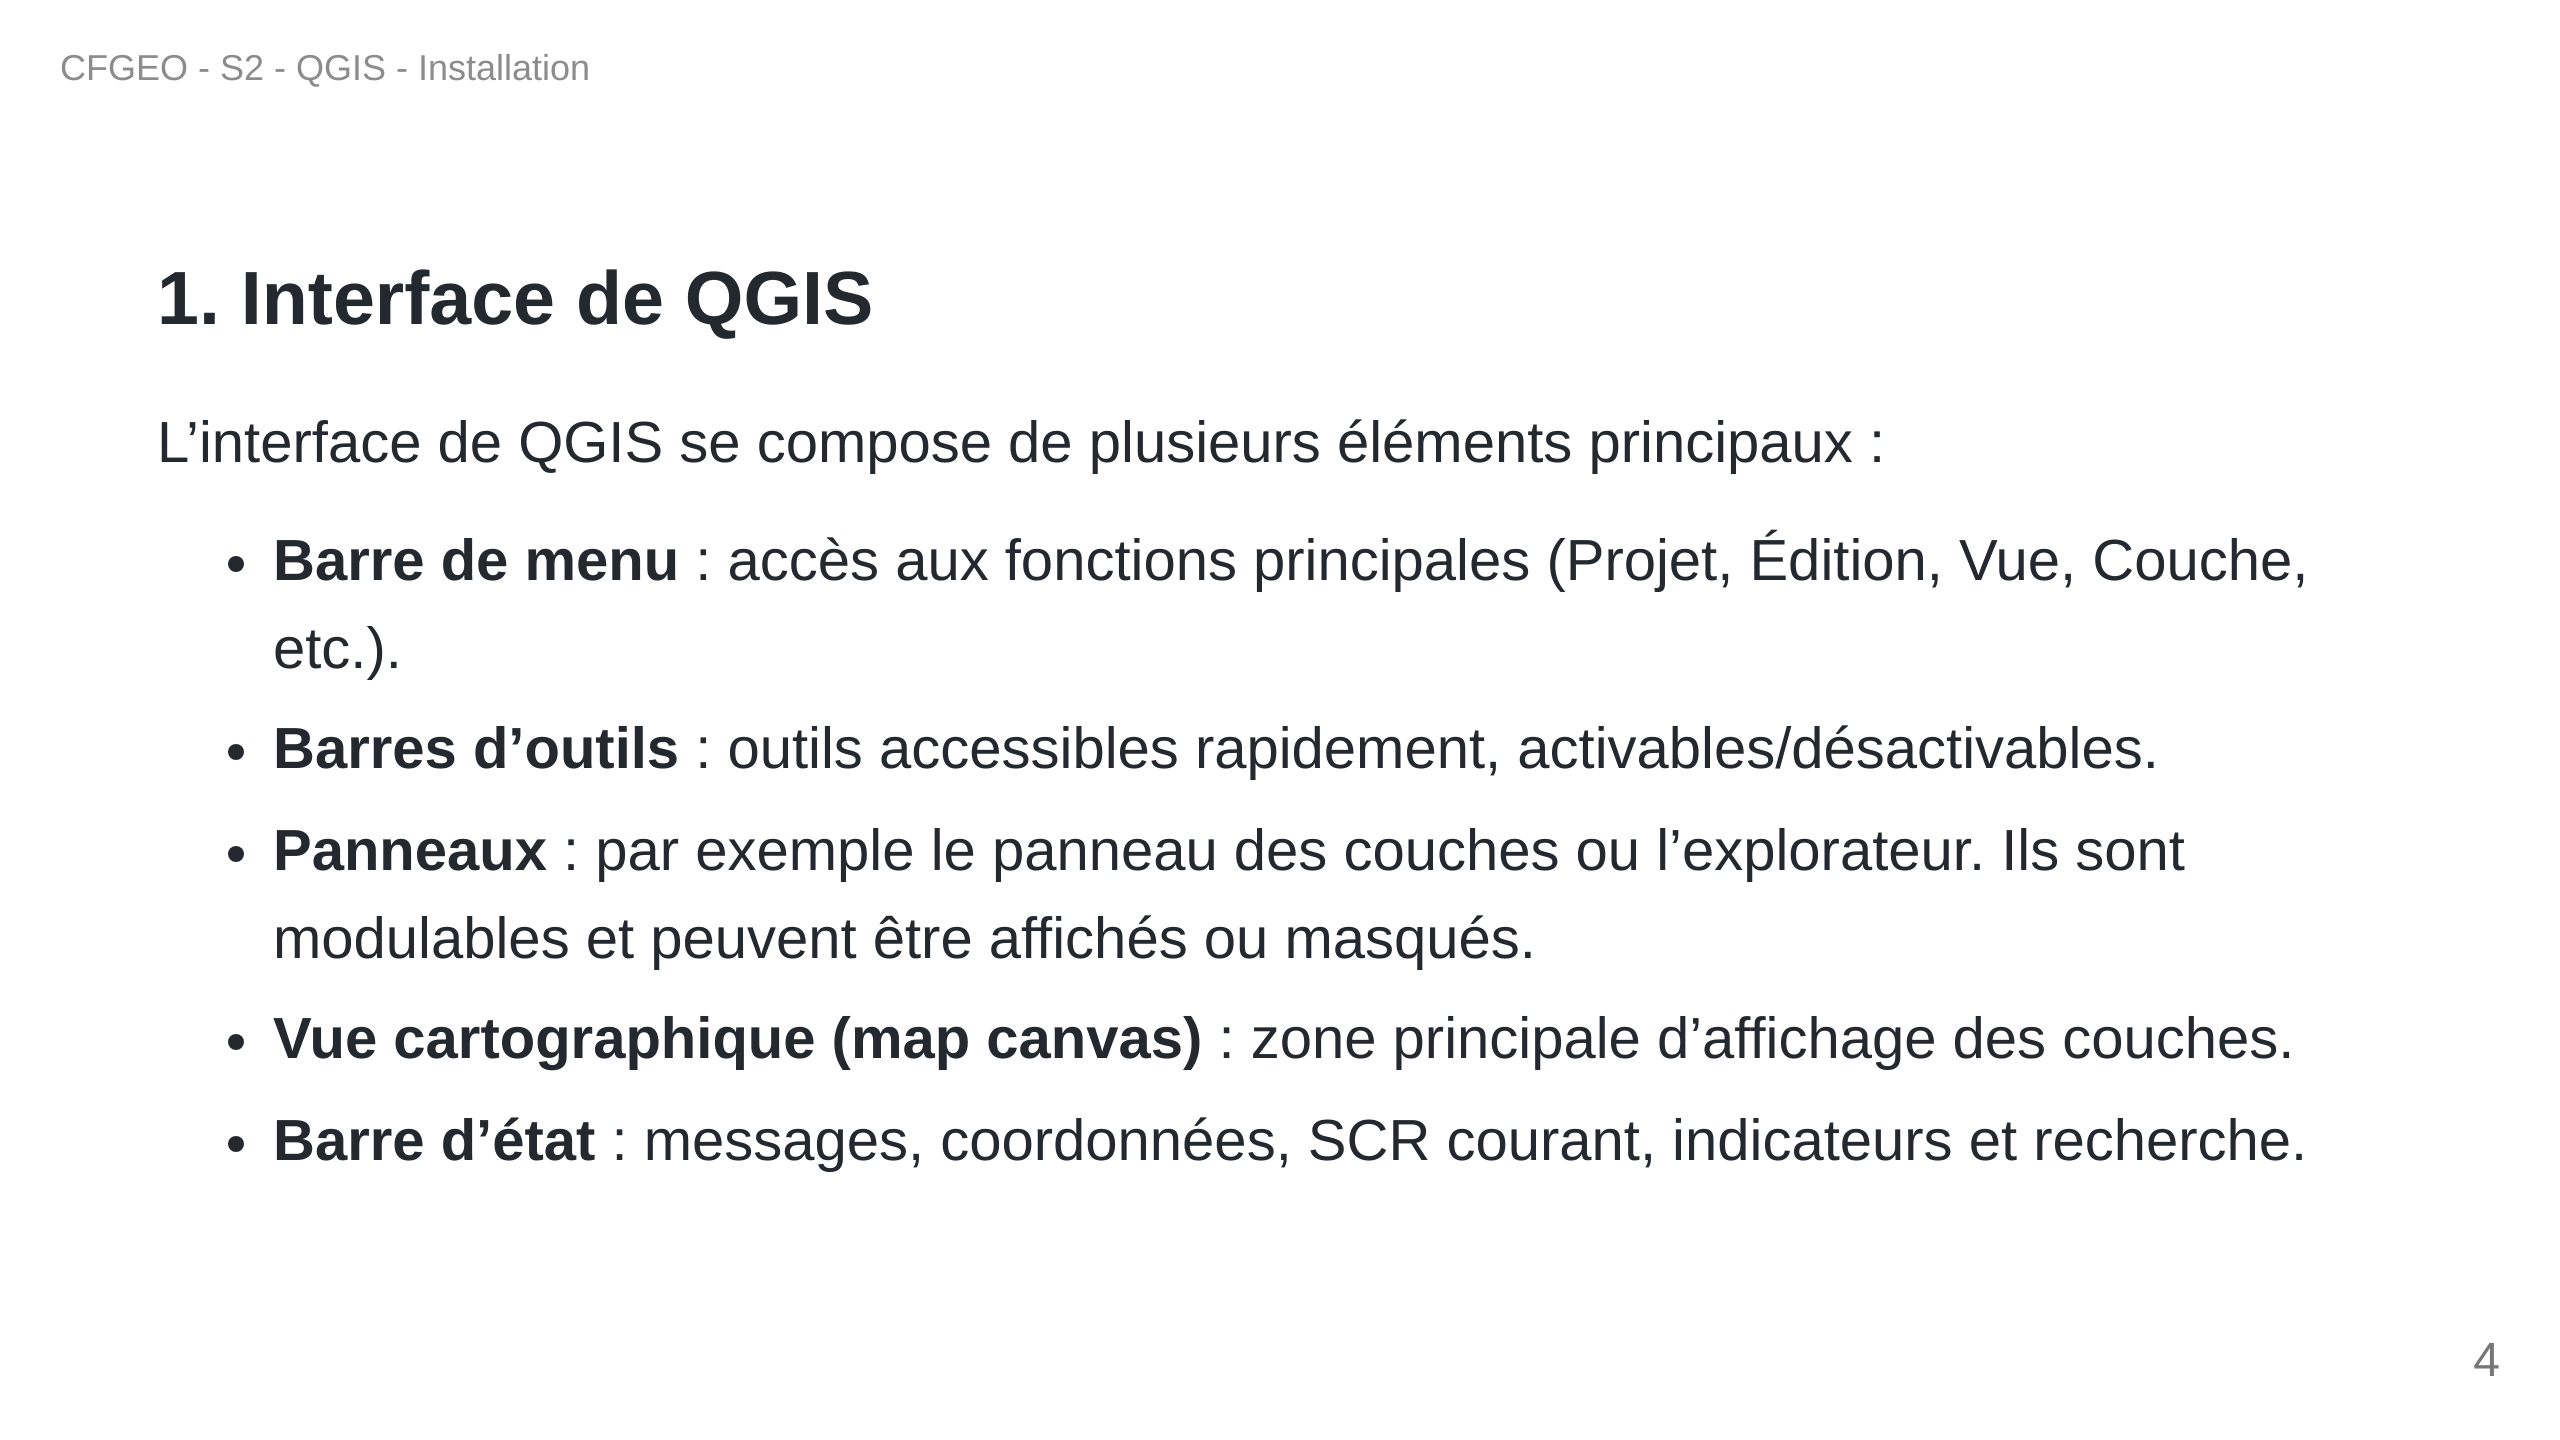 CFGEO - S2 - QGIS - Installation
1. Interface de QGIS
L’interface de QGIS se compose de plusieurs éléments principaux :
• Barre de menu : accès aux fonctions principales (Projet, Édition, Vue, Couche,
etc.).
• Barres d’outils : outils accessibles rapidement, activables/désactivables.
• Panneaux : par exemple le panneau des couches ou l’explorateur. Ils sont
modulables et peuvent être affichés ou masqués.
• Vue cartographique (map canvas) : zone principale d’affichage des couches.
• Barre d’état : messages, coordonnées, SCR courant, indicateurs et recherche.
4